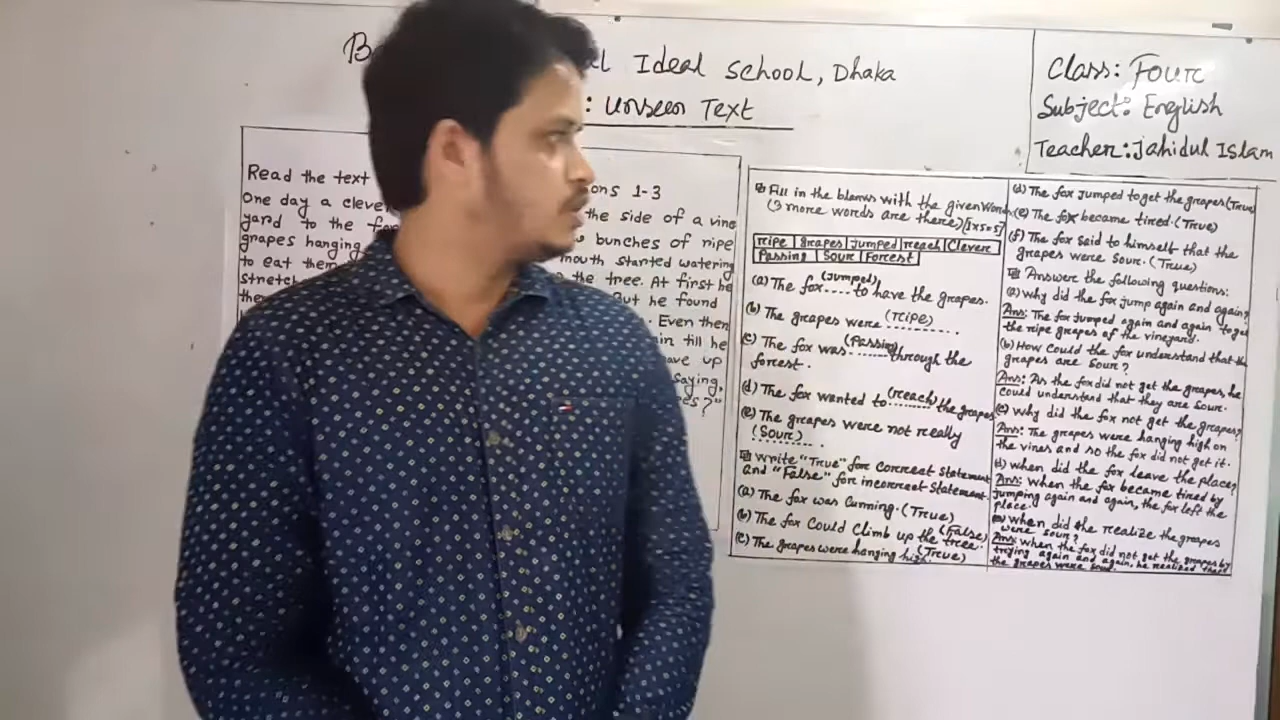 Ideal School, Dhaka
: Unseen Text
Class: Four
Subject: English
Teacher: Jahidul Islam
Read the text
ons 1-3
One day a cleve
the side of a vine
yard to the
bunches of ripe
grapes hanging
mouth started watering
to eat them
the tree. At first he
stretch
But he found
the
. Even then
in till he
ave up
Saying,
Fill in the blanks with the given words
(3 more words are there) [1x5=5]
ripe | grapes | jumped | reach | Clever
Passing | Sour | Forest
(a) The fox .... (Jumped) to have the grapes.
(b) The grapes were (ripe) ..........
(c) The fox was (Passing) ...... through the
forest.
(d) The fox wanted to (reach) ...... the grapes
(e) The grapes were not really
(Sour) ...... .
Write "True" for correct statement
and "False" for incorrect statement
(a) The fox was Cunning. (True)
(b) The fox Could Climb up the tree. (False)
(c) The grapes were hanging high. (True)
(d) The fox jumped to get the grapes (True
(e) The fox became tired. (True)
(f) The fox said to himself that the
grapes were Sour. (True)
Answer the following questions:
(a) Why did the fox jump again and again?
Ans: The fox jumped again and again to get
the ripe grapes of the vineyard.
(b) How could the fox understand that the
grapes are Sour?
Ans: As the fox did not get the grapes he
could understand that they are sour.
(c) Why did the fox not get the grapes?
Ans: The grapes were hanging high on
the vines and so the fox did not get it.
(d) When did the fox leave the place?
Ans: When the fox became tired by
jumping again and again, the fox left the
place.
(e) When did the realize the grapes
were sour?
Ans: When the fox did not get the grapes by
trying again and again, he realized that
the grapes were sour.